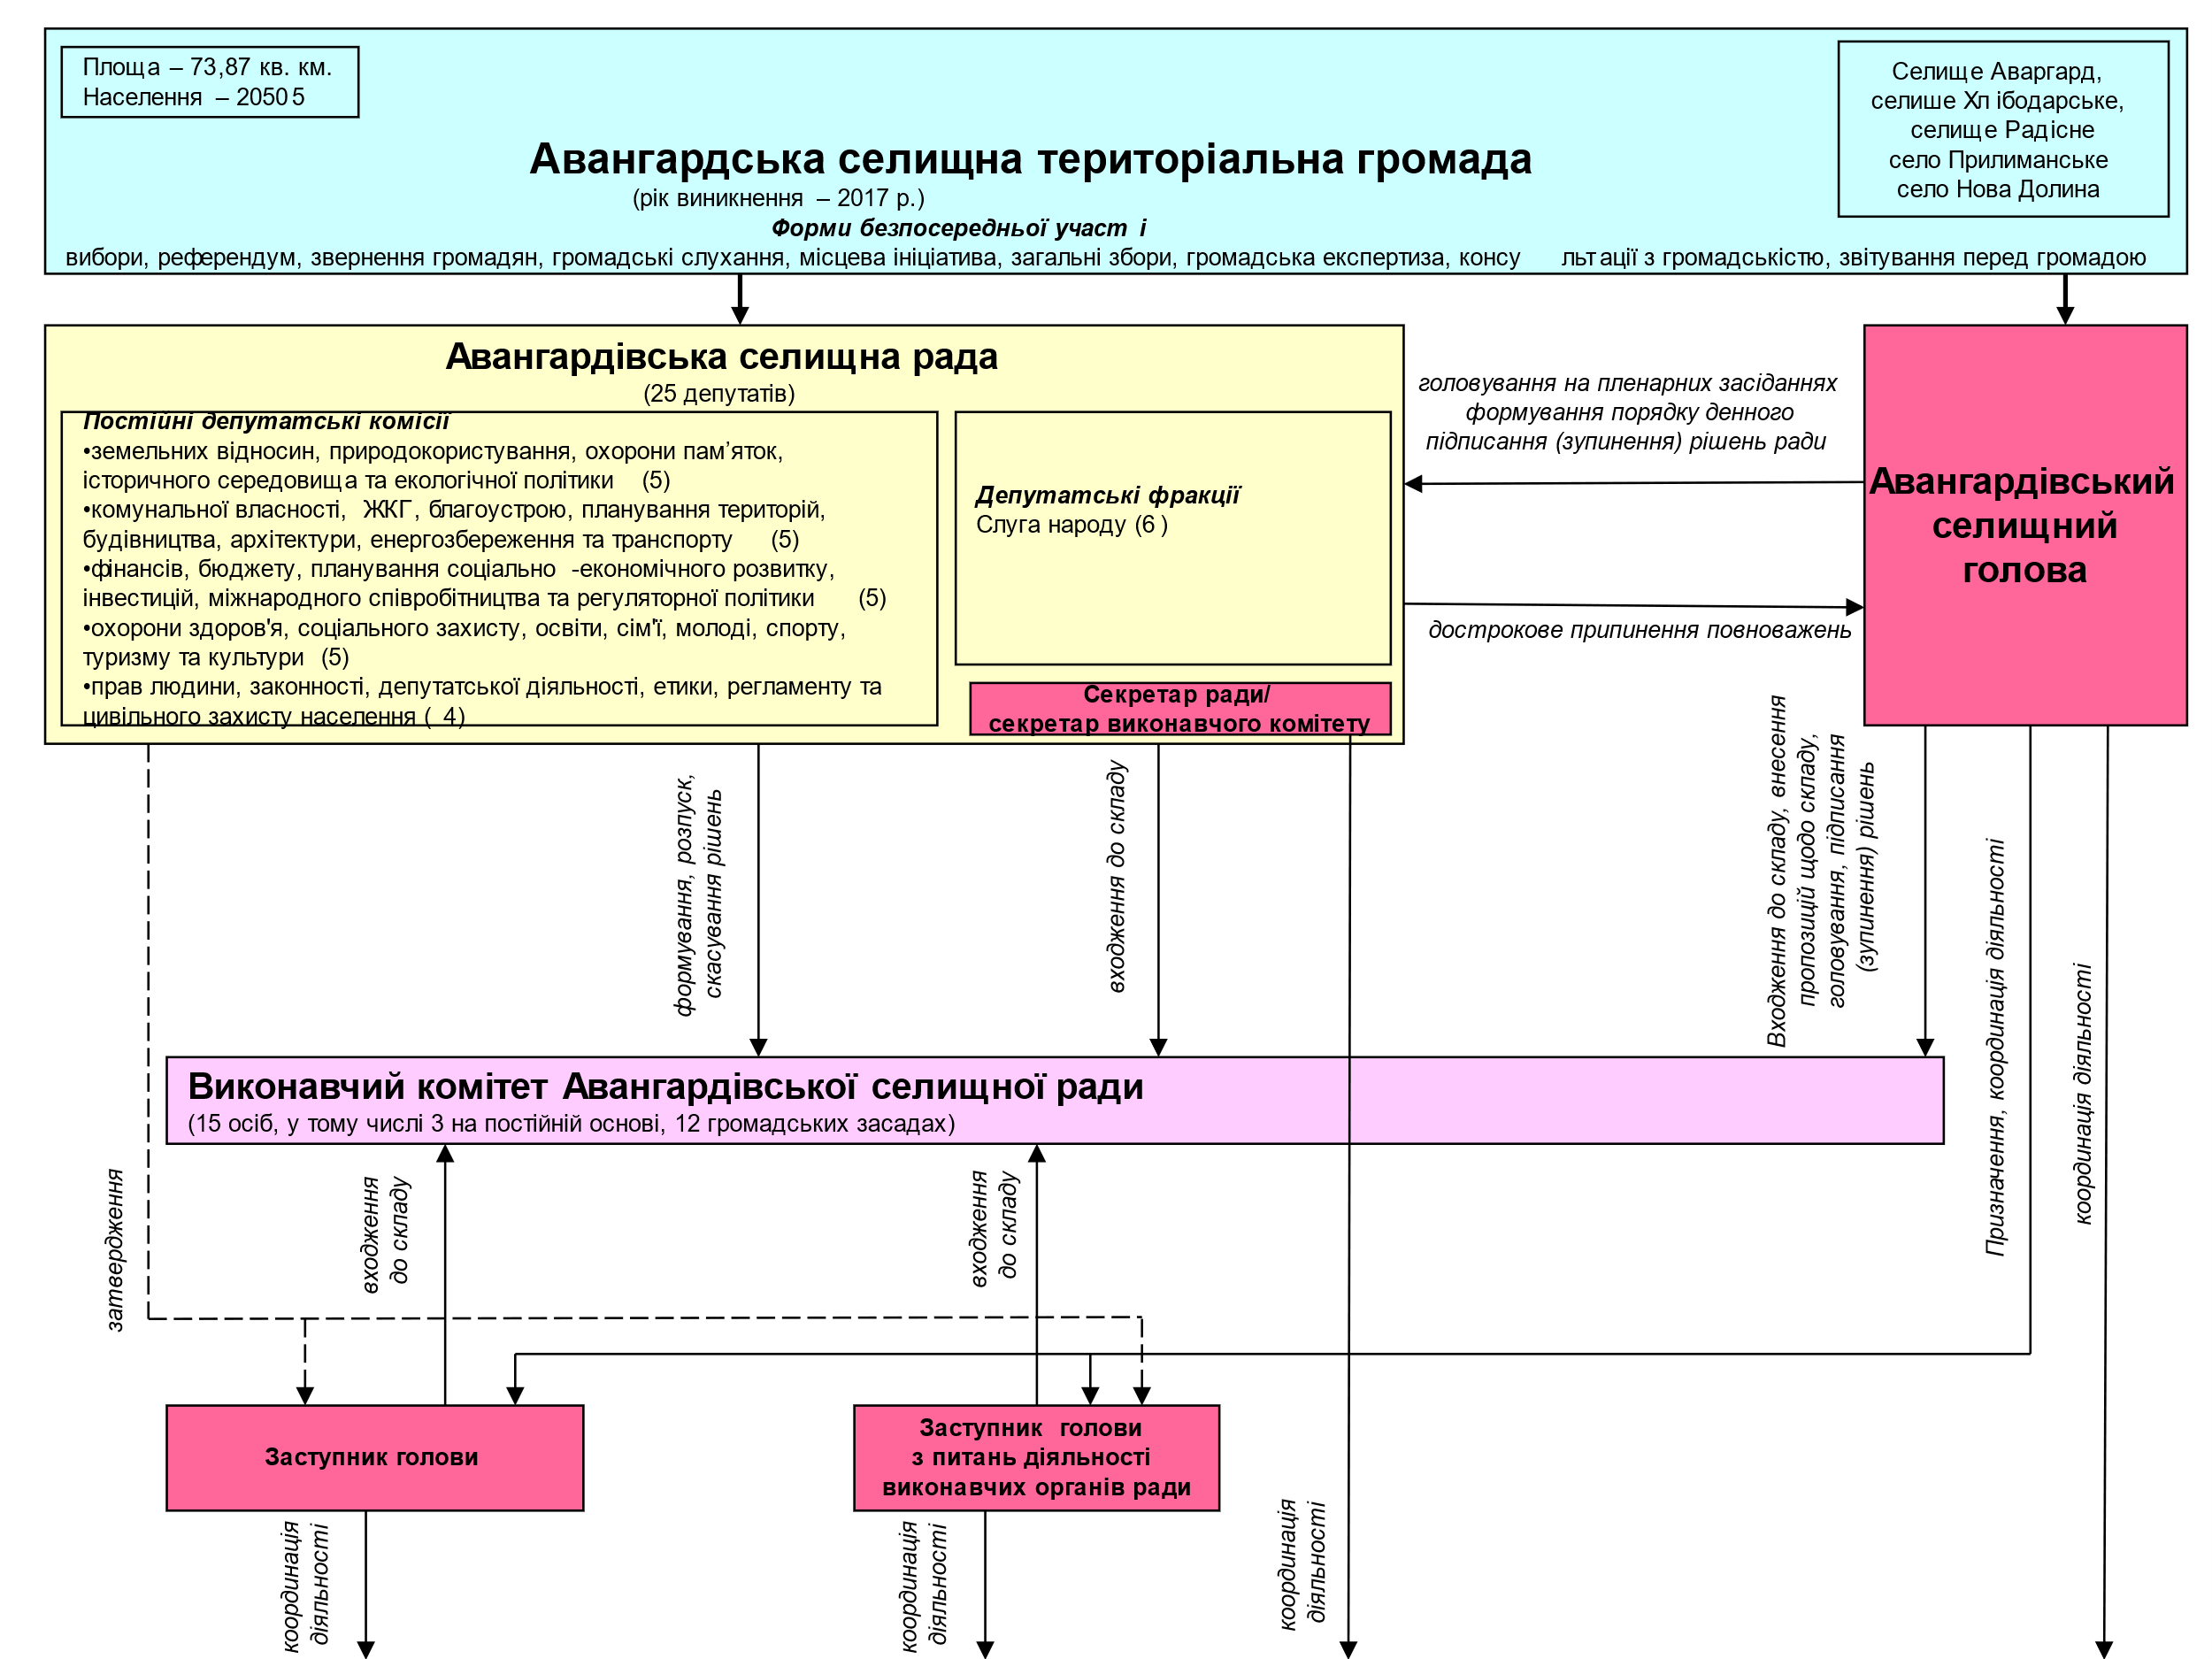 Площа – 73,87 кв. км.
Населення – 20505
Селище Аваргард,
селише Хлібодарське,
селище Радісне
село Прилиманське
село Нова Долина
Авангардська селищна територіальна громада
(рік виникнення – 2017 р.)
Форми безпосередньої участі
вибори, референдум, звернення громадян, громадські слухання, місцева ініціатива, загальні збори, громадська експертиза, консультації з громадськістю, звітування перед громадою
Авангардівська селищна рада
(25 депутатів)
Постійні депутатські комісії
•земельних відносин, природокористування, охорони пам’яток,
історичного середовища та екологічної політики (5)
•комунальної власності, ЖКГ, благоустрою, планування територій,
будівництва, архітектури, енергозбереження та транспорту (5)
•фінансів, бюджету, планування соціально-економічного розвитку,
інвестицій, міжнародного співробітництва та регуляторної політики (5)
•охорони здоров'я, соціального захисту, освіти, сім'ї, молоді, спорту,
туризму та культури (5)
•прав людини, законності, депутатської діяльності, етики, регламенту та
цивільного захисту населення (4)
Депутатські фракції
Слуга народу (6)
Секретар ради/
секретар виконавчого комітету
головування на пленарних засіданнях
формування порядку денного
підписання (зупинення) рішень ради
дострокове припинення повноважень
Авангардівський
селищний
голова
формування, розпуск,
скасування рішень
входження до складу
Входження до складу, внесення
пропозицій щодо складу,
головування, підписання
(зупинення) рішень
Призначення, координація діяльності
координація діяльності
Виконавчий комітет Авангардівської селищної ради
(15 осіб, у тому числі 3 на постійній основі, 12 громадських засадах)
затвердження
входження
до складу
входження
до складу
Заступник голови
Заступник голови
з питань діяльності
виконавчих органів ради
координація
діяльності
координація
діяльності
координація
діяльності